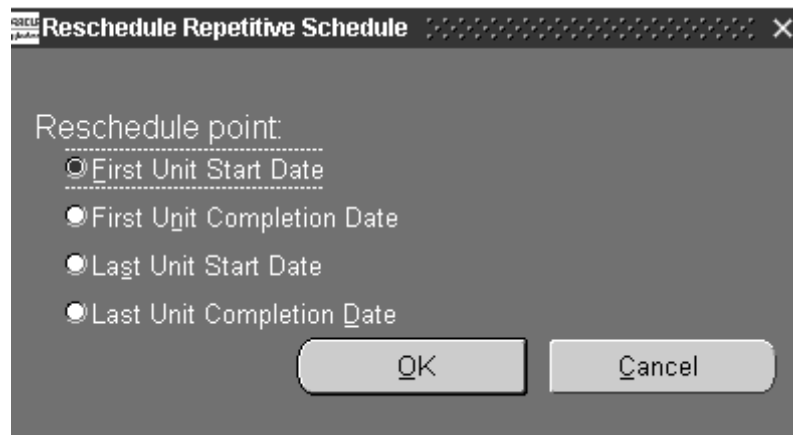 Reschedule Repetitive Schedule
Reschedule point:
First Unit Start Date
First Unit Completion Date
Last Unit Start Date
Last Unit Completion Date
OK Cancel